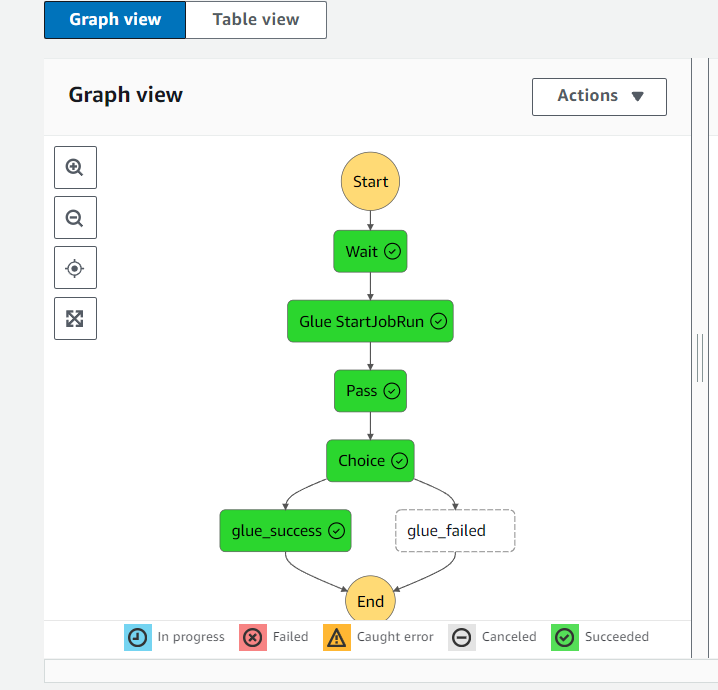 Graph view Table view
Graph view
Actions
Start
Wait
Glue StartJobRun
Pass
Choice
glue_success glue_failed
End
In progress Failed Caught error Canceled Succeeded